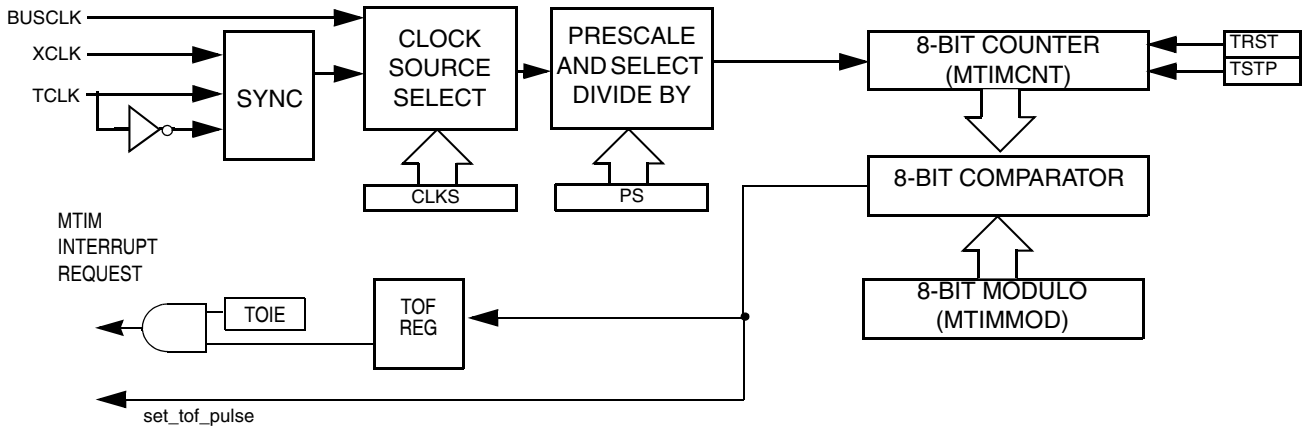 BUSCLK
XCLK
TCLK
SYNC
CLOCK
SOURCE
SELECT
CLKS
PRESCALE
AND SELECT
DIVIDE BY
PS
8-BIT COUNTER
(MTIMCNT)
TRST
TSTP
8-BIT COMPARATOR
8-BIT MODULO
(MTIMMOD)
MTIM
INTERRUPT
REQUEST
TOIE
TOF
REG
set_tof_pulse